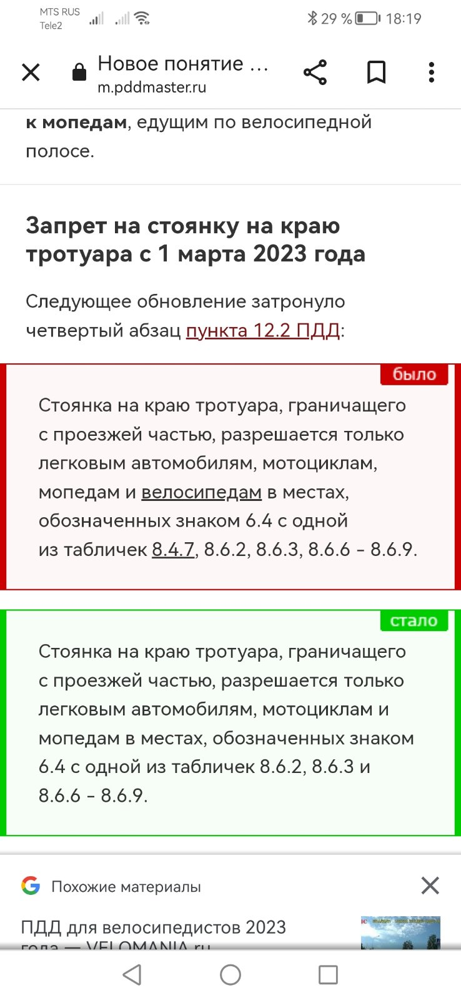 MTS RUS
Tele2
29 %
18:19
Новое понятие ...
m.pddmaster.ru
к мопедам, едущим по велосипедной
полосе.
Запрет на стоянку на краю
тротуара с 1 марта 2023 года
Следующее обновление затронуло
четвертый абзац пункта 12.2 ПДД:
было
Стоянка на краю тротуара, граничащего
с проезжей частью, разрешается только
легковым автомобилям, мотоциклам,
мопедам и велосипедам в местах,
обозначенных знаком 6.4 с одной
из табличек 8.4.7, 8.6.2, 8.6.3, 8.6.6 - 8.6.9.
стало
Стоянка на краю тротуара, граничащего
с проезжей частью, разрешается только
легковым автомобилям, мотоциклам и
мопедам в местах, обозначенных знаком
6.4 с одной из табличек 8.6.2, 8.6.3 и
8.6.6 - 8.6.9.
Похожие материалы
ПДД для велосипедистов 2023
года — VELOMANIA.ru